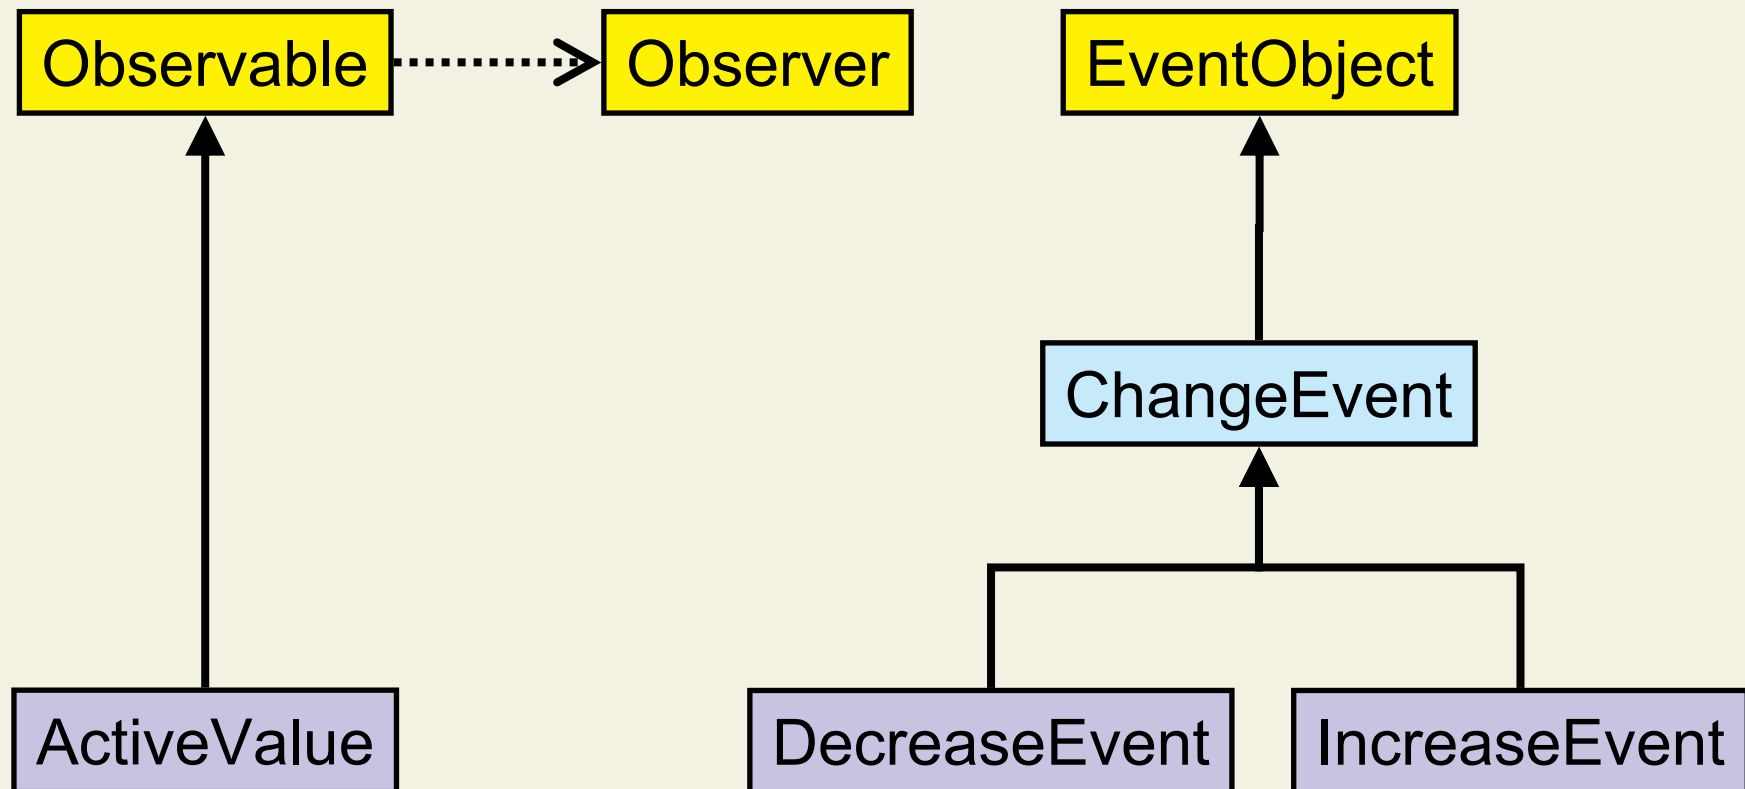 Observable
Observer
EventObject
ChangeEvent
ActiveValue
DecreaseEvent
IncreaseEvent